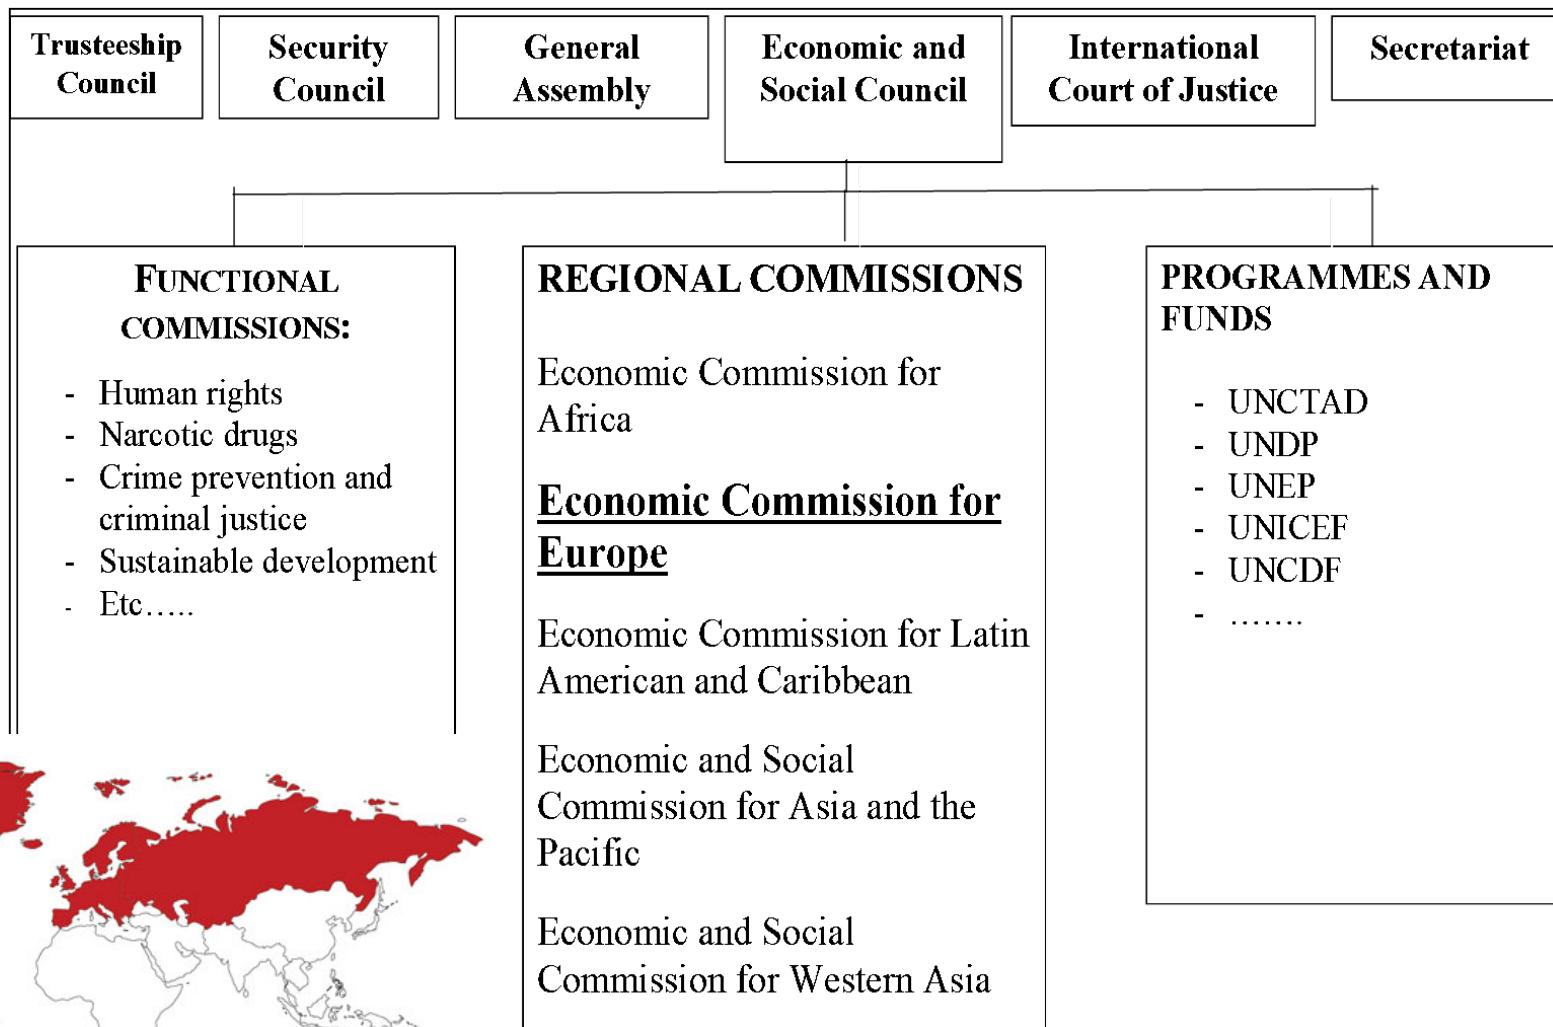 Trusteeship
Council
Security
Council
General
Assembly
Economic and
Social Council
International
Court of Justice
Secretariat
FUNCTIONAL
COMMISSIONS:
- Human rights
- Narcotic drugs
- Crime prevention and
criminal justice
- Sustainable development
- Etc…..
REGIONAL COMMISSIONS
Economic Commission for
Africa
Economic Commission for
Europe
Economic Commission for Latin
American and Caribbean
Economic and Social
Commission for Asia and the
Pacific
Economic and Social
Commission for Western Asia
PROGRAMMES AND
FUNDS
- UNCTAD
- UNDP
- UNEP
- UNICEF
- UNCDF
- …….